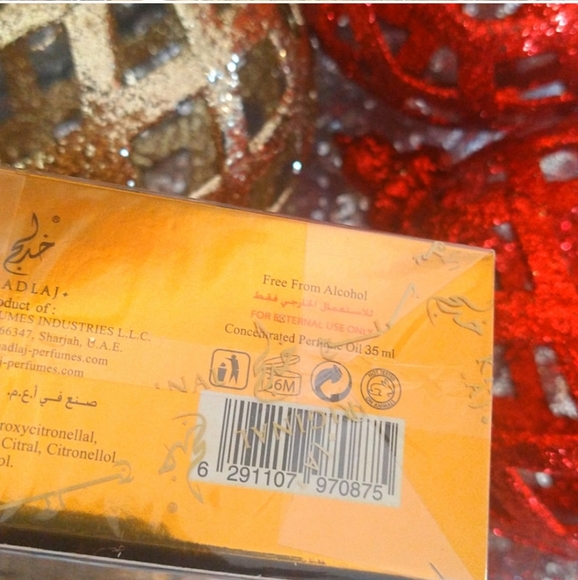 خدلج
ADLAJ
oduct of :
UMES INDUSTRIES L.L.C.
66347, Sharjah, U.A.E.
adlaj-perfumes.com
j-perfumes.com
صنع في أ.ع.م.
roxycitronellal,
Citral, Citronellol
ol.
Free From Alcohol
للاستعمال الخارجي فقط
FOR EXTERNAL USE ONLY
Concentrated Perfume Oil 35 ml
36M
6 291107 970875